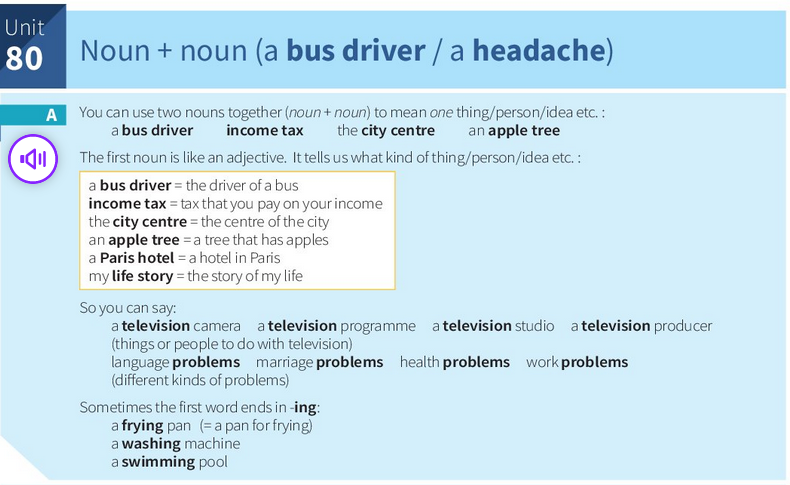 Unit
80
Noun + noun (a bus driver / a headache)
A
You can use two nouns together (noun + noun) to mean one thing/person/idea etc. :
a bus driver income tax the city centre an apple tree
The first noun is like an adjective. It tells us what kind of thing/person/idea etc. :
a bus driver = the driver of a bus
income tax = tax that you pay on your income
the city centre = the centre of the city
an apple tree = a tree that has apples
a Paris hotel = a hotel in Paris
my life story = the story of my life
So you can say:
a television camera a television programme a television studio a television producer
(things or people to do with television)
language problems marriage problems health problems work problems
(different kinds of problems)
Sometimes the first word ends in -ing:
a frying pan (= a pan for frying)
a washing machine
a swimming pool